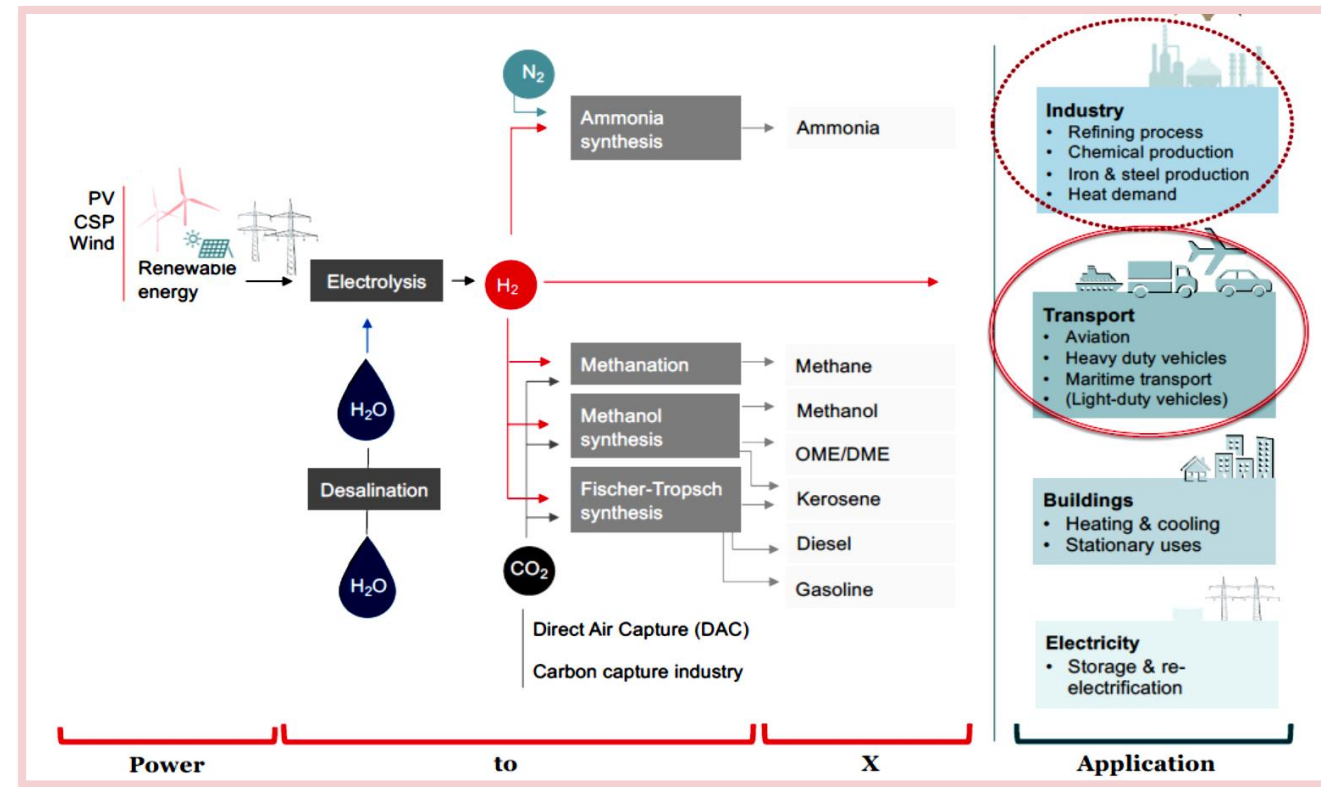 PV
CSP
Wind
Renewable
energy
Electrolysis
H₂O
Desalination
H₂O
N₂
H₂
CO₂
Direct Air Capture (DAC)
Carbon capture industry
Ammonia
synthesis
Methanation
Methanol
synthesis
Fischer-Tropsch
synthesis
Ammonia
Methane
Methanol
OME/DME
Kerosene
Diesel
Gasoline
Industry
• Refining process
• Chemical production
• Iron & steel production
• Heat demand
Transport
• Aviation
• Heavy duty vehicles
• Maritime transport
• (Light-duty vehicles)
Buildings
• Heating & cooling
• Stationary uses
Electricity
• Storage & re-
electrification
Power
to
X
Application